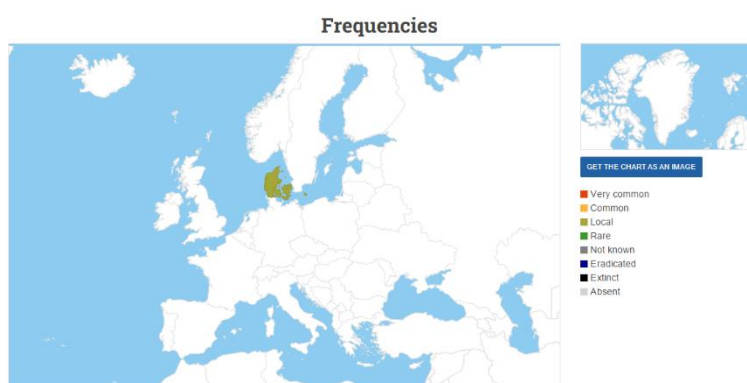 Frequencies
GET THE CHART AS AN IMAGE
Very common
Common
Local
Rare
Not known
Eradicated
Extinct
Absent